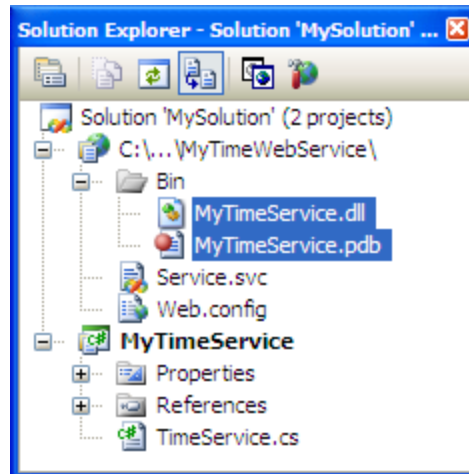 Solution Explorer - Solution 'MySolution' ...
Solution 'MySolution' (2 projects)
C:\...\MyTimeWebService\
Bin
MyTimeService.dll
MyTimeService.pdb
Service.svc
Web.config
MyTimeService
Properties
References
TimeService.cs